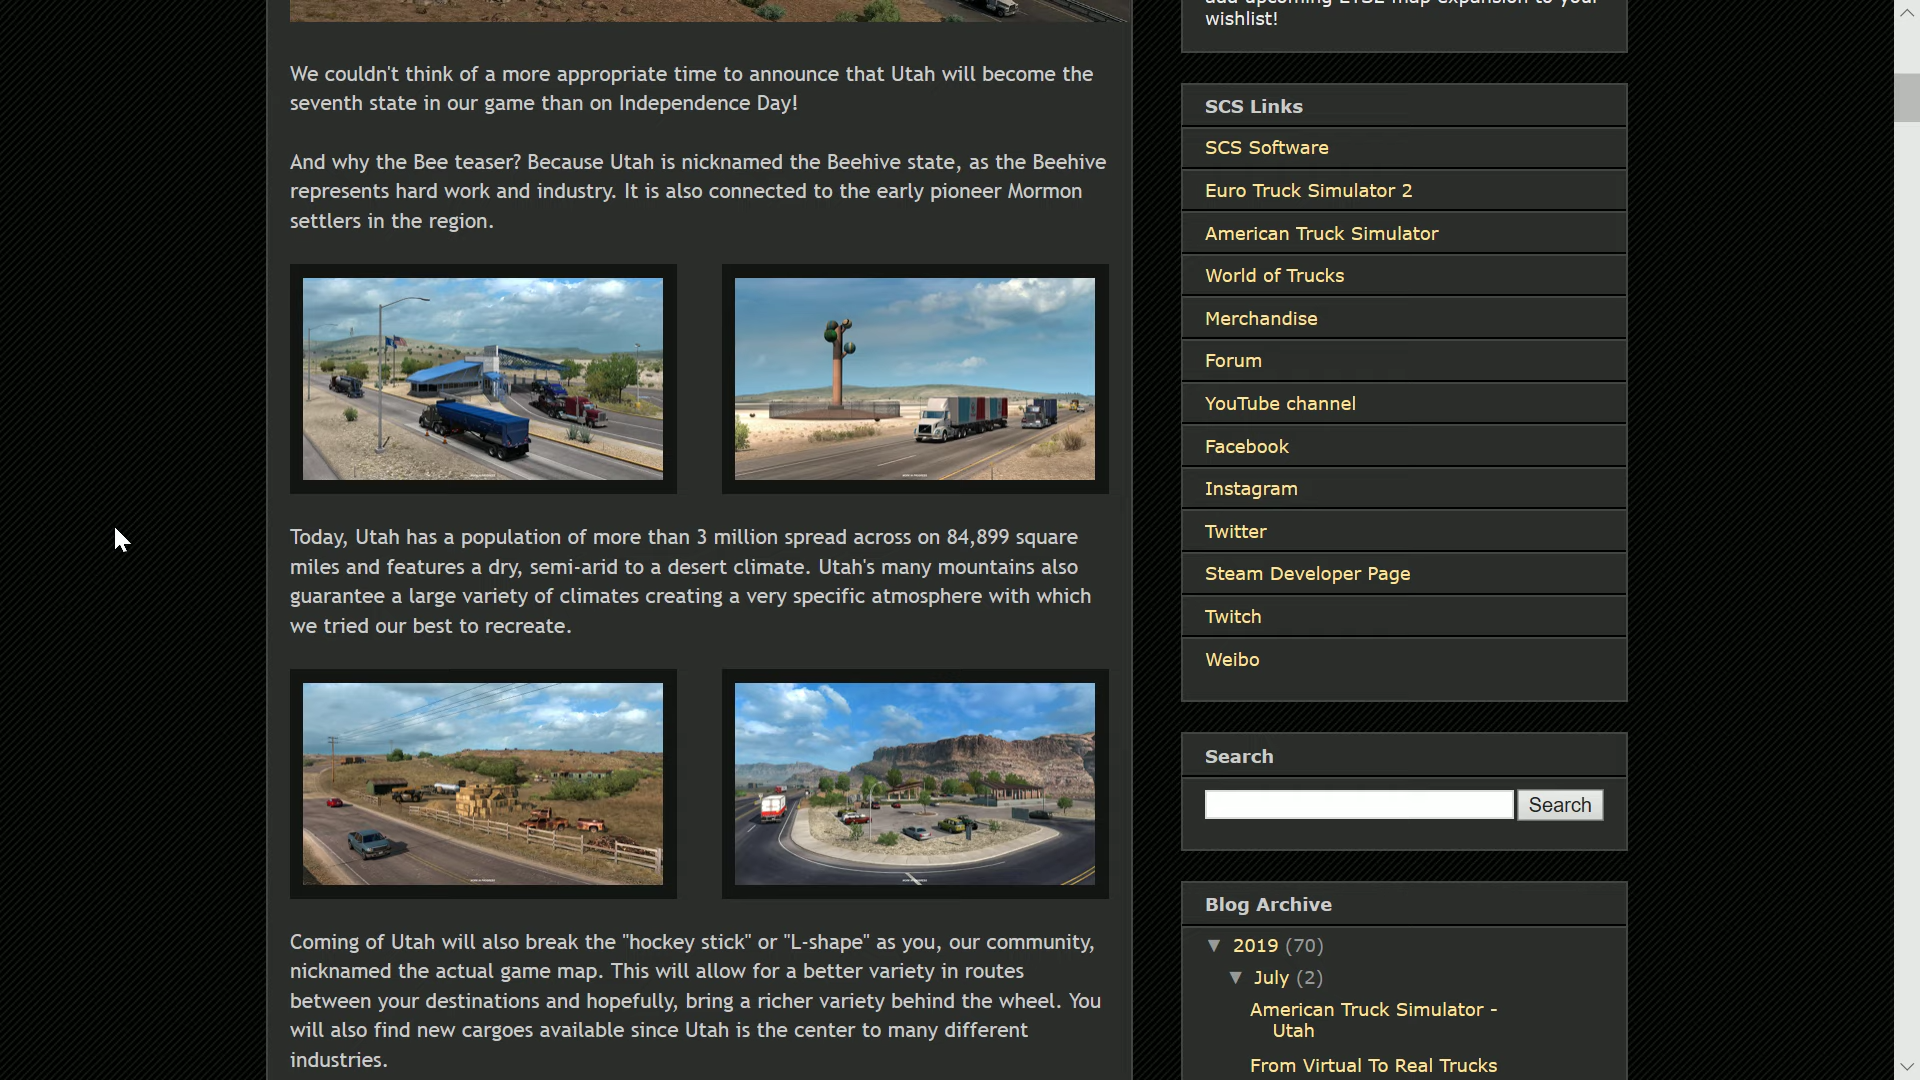 add upcoming ETS2 map expansion to your
wishlist!
We couldn't think of a more appropriate time to announce that Utah will become the
seventh state in our game than on Independence Day!
And why the Bee teaser? Because Utah is nicknamed the Beehive state, as the Beehive
represents hard work and industry. It is also connected to the early pioneer Mormon
settlers in the region.
Today, Utah has a population of more than 3 million spread across on 84,899 square
miles and features a dry, semi-arid to a desert climate. Utah's many mountains also
guarantee a large variety of climates creating a very specific atmosphere with which
we tried our best to recreate.
Coming of Utah will also break the "hockey stick" or "L-shape" as you, our community,
nicknamed the actual game map. This will allow for a better variety in routes
between your destinations and hopefully, bring a richer variety behind the wheel. You
will also find new cargoes available since Utah is the center to many different
industries.
SCS Links
SCS Software
Euro Truck Simulator 2
American Truck Simulator
World of Trucks
Merchandise
Forum
YouTube channel
Facebook
Instagram
Twitter
Steam Developer Page
Twitch
Weibo
Search
Search
Blog Archive
▼ 2019 (70)
▼ July (2)
American Truck Simulator -
Utah
From Virtual To Real Trucks